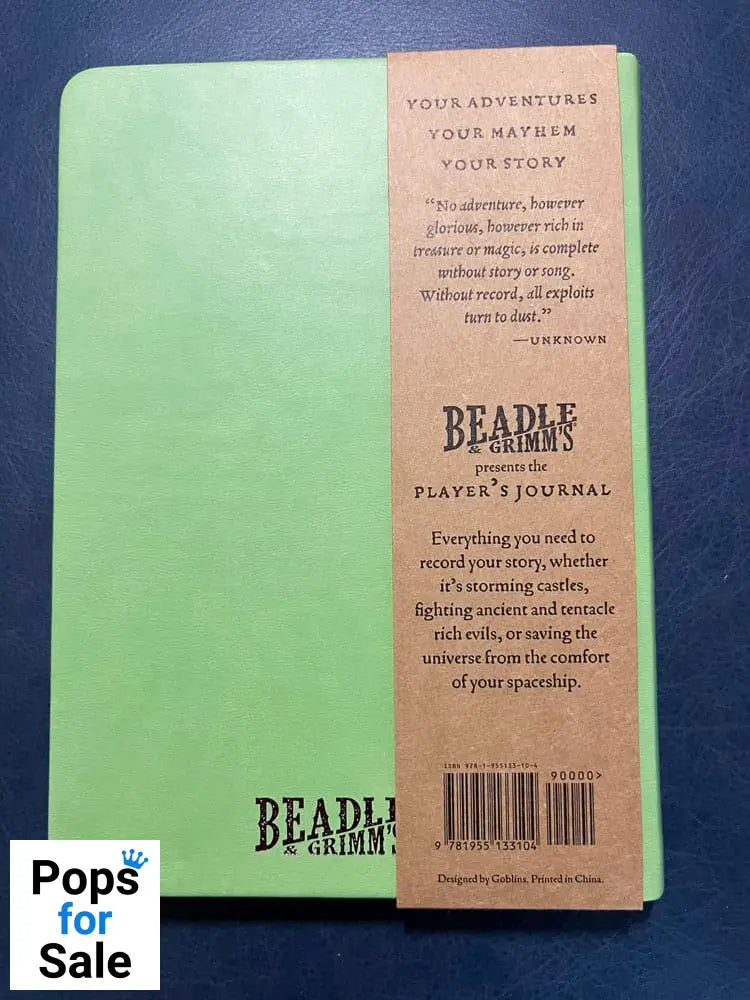 YOUR ADVENTURES
YOUR MAYHEM
YOUR STORY
“No adventure, however
glorious, however rich in
treasure or magic, is complete
without story or song.
Without record, all exploits
turn to dust.”
—UNKNOWN
BEADLE
& GRIMM'S
presents the
PLAYER'S JOURNAL
Everything you need to
record your story, whether
it's storming castles,
fighting ancient and tentacle
rich evils, or saving the
universe from the comfort
of your spaceship.
ISBN 978-1-955133-10-4
90000>
9 781955 133104
Designed by Goblins. Printed in China.
BEADL
& GRIMM'S
Pops
for
Sale